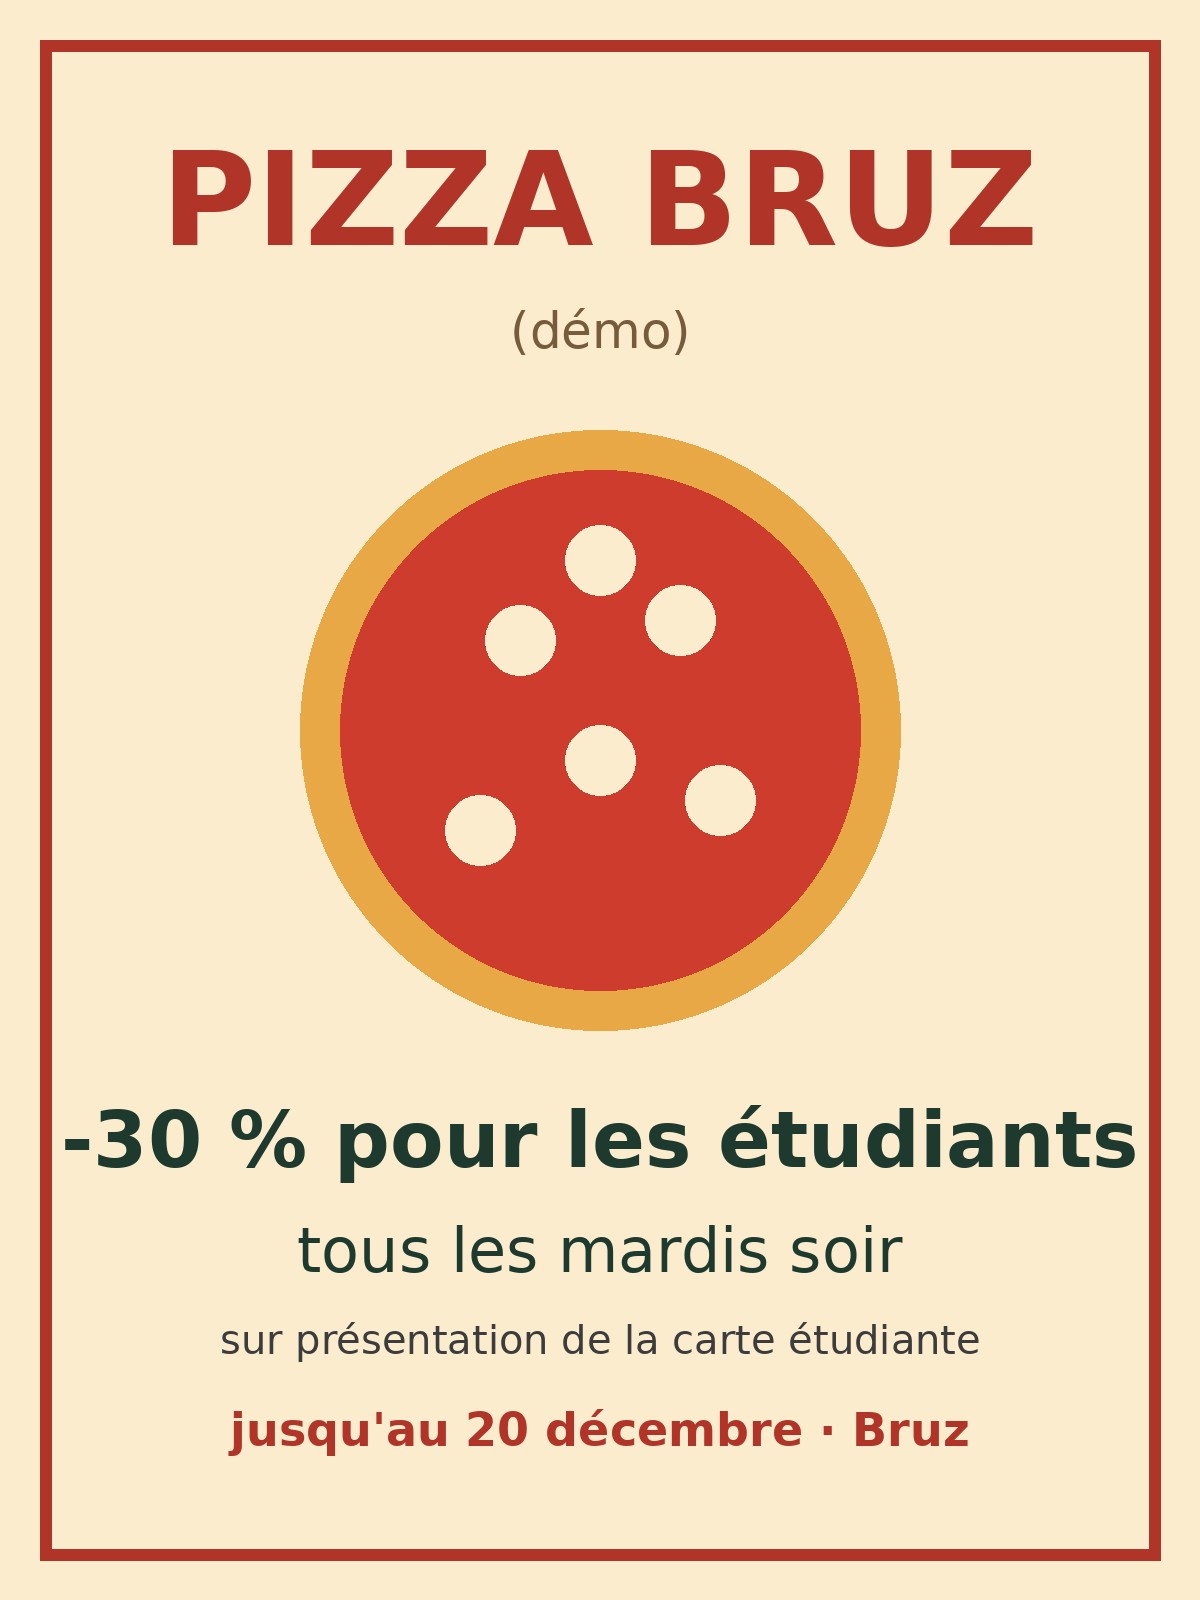 PIZZA BRUZ
(démo)
-30 % pour les étudiants
tous les mardis soir
sur présentation de la carte étudiante
jusqu'au 20 décembre · Bruz